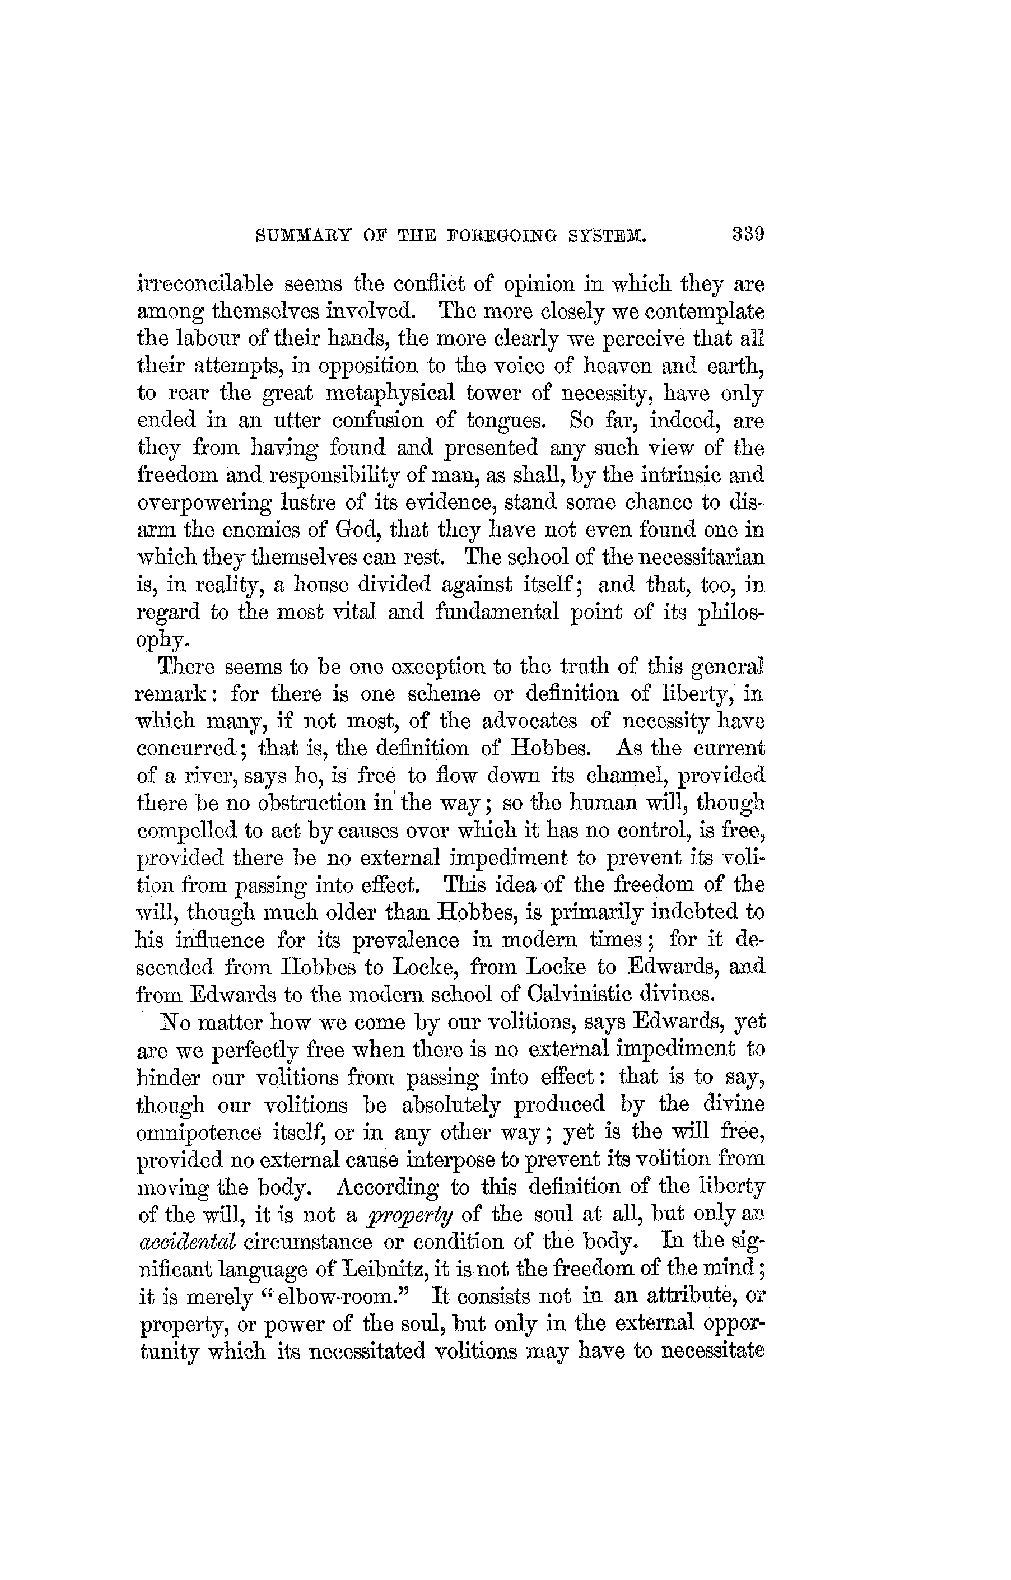 SUMMARY OF THE FOREGOING SYSTEM. 339
irreconcilable seems the conflict of opinion in which they are
among themselves involved. The more closely we contemplate
the labour of their hands, the more clearly we perceive that all
their attempts, in opposition to the voice of heaven and earth,
to rear the great metaphysical tower of necessity, have only
ended in an utter confusion of tongues. So far, indeed, are
they from having found and presented any such view of the
freedom and responsibility of man, as shall, by the intrinsic and
overpowering lustre of its evidence, stand some chance to dis-
arm the enemies of God, that they have not even found one in
which they themselves can rest. The school of the necessitarian
is, in reality, a house divided against itself; and that, too, in
regard to the most vital and fundamental point of its philos-
ophy.
There seems to be one exception to the truth of this general
remark: for there is one scheme or definition of liberty, in
which many, if not most, of the advocates of necessity have
concurred; that is, the definition of Hobbes. As the current
of a river, says he, is free to flow down its channel, provided
there be no obstruction in the way; so the human will, though
compelled to act by causes over which it has no control, is free,
provided there be no external impediment to prevent its voli-
tion from passing into effect. This idea of the freedom of the
will, though much older than Hobbes, is primarily indebted to
his influence for its prevalence in modern times; for it de-
scended from Hobbes to Locke, from Locke to Edwards, and
from Edwards to the modern school of Calvinistic divines.
No matter how we come by our volitions, says Edwards, yet
are we perfectly free when there is no external impediment to
hinder our volitions from passing into effect: that is to say,
though our volitions be absolutely produced by the divine
omnipotence itself, or in any other way; yet is the will free,
provided no external cause interpose to prevent its volition from
moving the body. According to this definition of the liberty
of the will, it is not a property of the soul at all, but only an
accidental circumstance or condition of the body. In the sig-
nificant language of Leibnitz, it is not the freedom of the mind;
it is merely “elbow-room.” It consists not in an attribute, or
property, or power of the soul, but only in the external oppor-
tunity which its necessitated volitions may have to necessitate